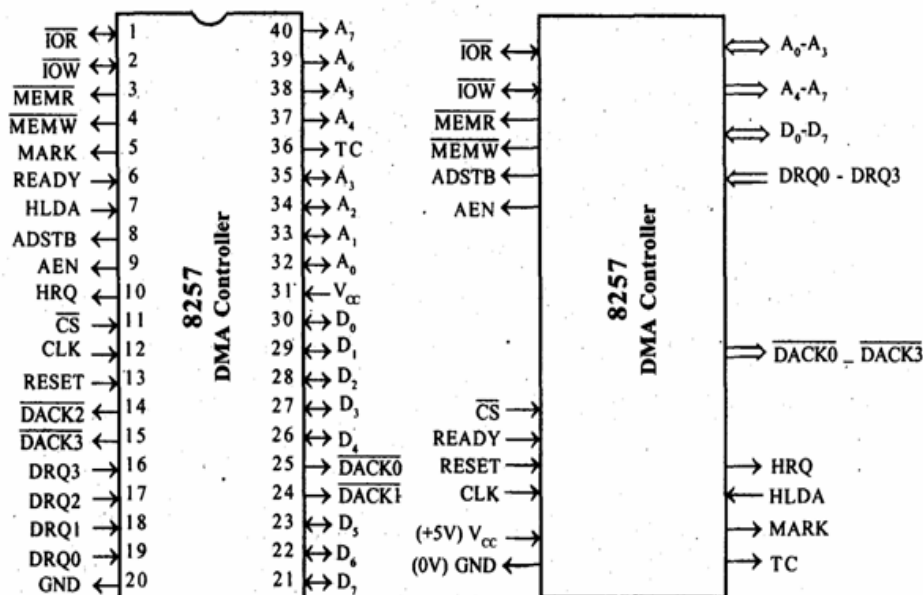 IOR 1 40 A7
IOW 2 39 A6
MEMR 3 38 A5
MEMW 4 37 A4
MARK 5 36 TC
READY 6 35 A3
HLDA 7 34 A2
ADSTB 8 33 A1
AEN 9 32 A0
HRQ 10 31 VCC
CS 11 30 D0
CLK 12 29 D1
RESET 13 28 D2
DACK2 14 27 D3
DACK3 15 26 D4
DRQ3 16 25 DACK0
DRQ2 17 24 DACK1
DRQ1 18 23 D5
DRQ0 19 22 D6
GND 20 21 D7
8257
DMA Controller
IOR A0-A3
IOW A4-A7
MEMR
MEMW D0-D7
ADSTB DRQ0 - DRQ3
AEN
8257
DMA Controller
DACK0 _ DACK3
CS
READY
RESET HRQ
CLK HLDA
(+5V) VCC MARK
(0V) GND TC